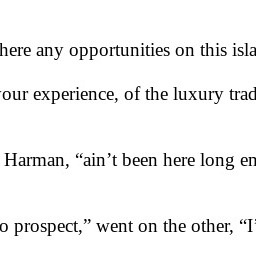 here any opportunities on this isla
our experience, of the luxury trad
Harman, “ain’t been here long en
o prospect,” went on the other, “I’